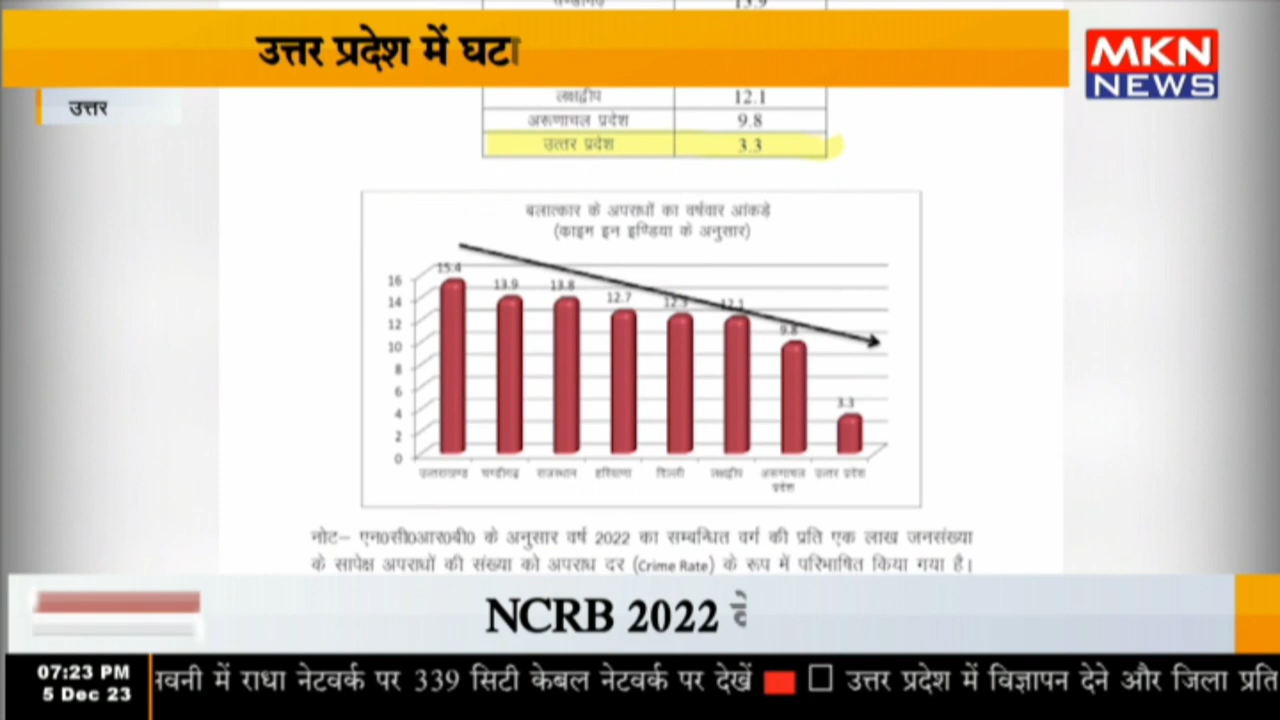 13.9
उत्तर प्रदेश में घटा
MKN
NEWS
उत्तर
लक्षद्वीप 12.1
अरूणाचल प्रदेश 9.8
उत्तर प्रदेश 3.3
बलात्कार के अपराधों का वर्षवार आंकड़े
(क्राइम इन इण्डिया के अनुसार)
15.4 13.9 13.8 12.7 12.3 12.1 9.8 3.3
16
14
12
10
8
6
4
2
0
उत्तराखण्ड चण्डीगढ़ राजस्थान हरियाणा दिल्ली लक्षद्वीप अरूणाचल प्रदेश उत्तर प्रदेश
नोट– एन0सी0आर0बी0 के अनुसार वर्ष 2022 का सम्बन्धित वर्ग की प्रति एक लाख जनसंख्या
के सापेक्ष अपराधों की संख्या को अपराध दर (Crime Rate) के रूप में परिभाषित किया गया है।
NCRB 2022
07:23 PM
5 Dec 23
में राधा नेटवर्क पर 339 सिटी केबल नेटवर्क पर देखें उत्तर प्रदेश में विज्ञापन देने और जिला प्रति